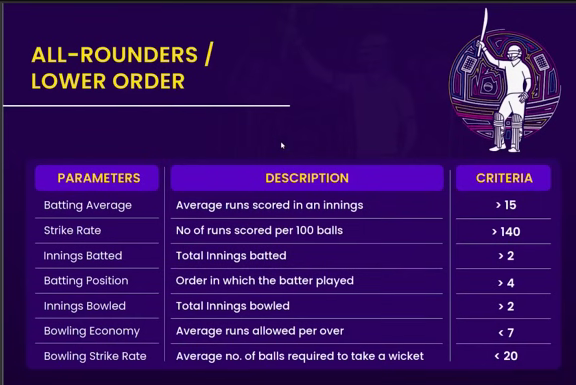 ALL-ROUNDERS /
LOWER ORDER
PARAMETERS DESCRIPTION CRITERIA
Batting Average Average runs scored in an innings > 15
Strike Rate No of runs scored per 100 balls > 140
Innings Batted Total Innings batted > 2
Batting Position Order in which the batter played > 4
Innings Bowled Total Innings bowled > 2
Bowling Economy Average runs allowed per over < 7
Bowling Strike Rate Average no. of balls required to take a wicket < 20